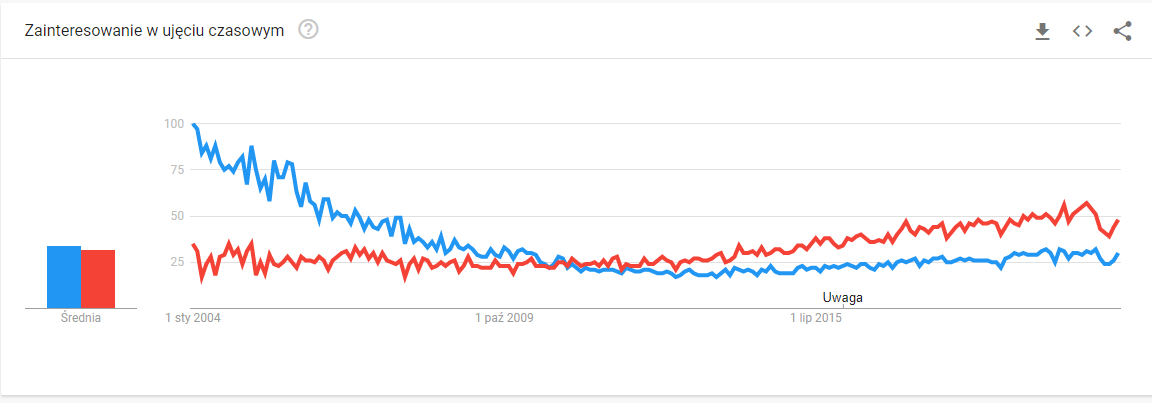 Zainteresowanie w ujęciu czasowym ?
100
75
50
25
Uwaga
Średnia
1 sty 2004
1 paź 2009
1 lip 2015